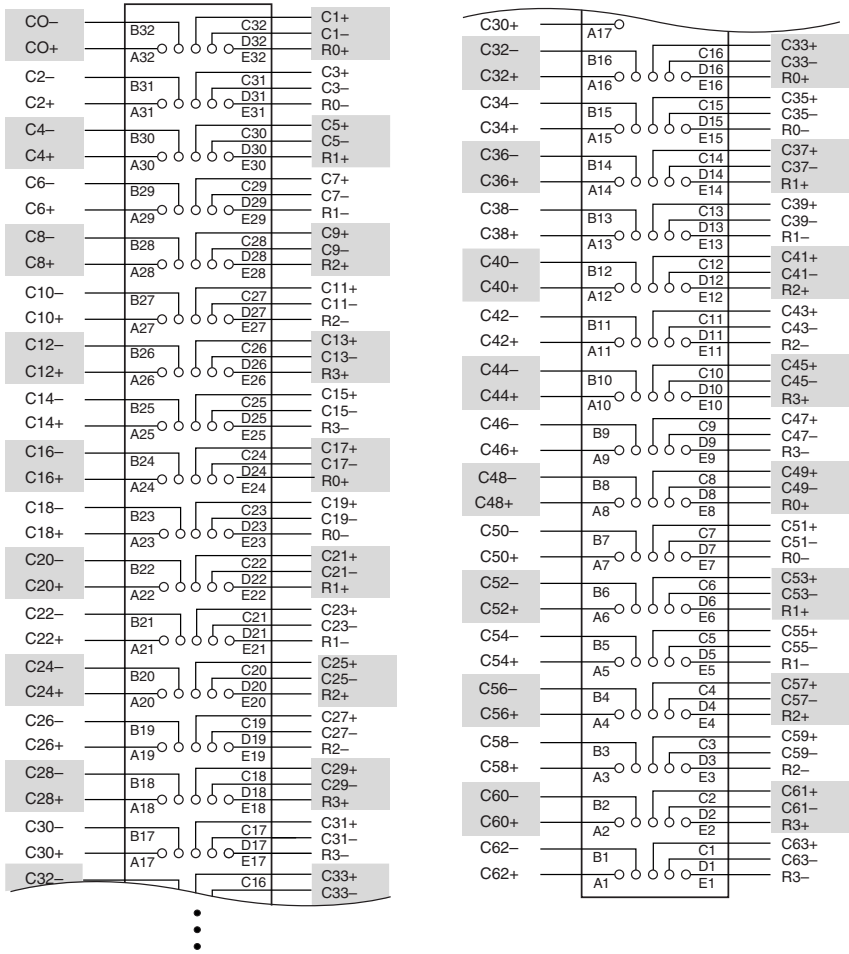 CO– B32 C32 C1+
D32 C1–
CO+ A32 E32 R0+
C2– B31 C31 C3+
D31 C3–
C2+ A31 E31 R0–
C4– B30 C30 C5+
D30 C5–
C4+ A30 E30 R1+
C6– B29 C29 C7+
D29 C7–
C6+ A29 E29 R1–
C8– B28 C28 C9+
D28 C9–
C8+ A28 E28 R2+
C10– B27 C27 C11+
D27 C11–
C10+ A27 E27 R2–
C12– B26 C26 C13+
D26 C13–
C12+ A26 E26 R3+
C14– B25 C25 C15+
D25 C15–
C14+ A25 E25 R3–
C16– B24 C24 C17+
D24 C17–
C16+ A24 E24 R0+
C18– B23 C23 C19+
D23 C19–
C18+ A23 E23 R0–
C20– B22 C22 C21+
D22 C21–
C20+ A22 E22 R1+
C22– B21 C21 C23+
D21 C23–
C22+ A21 E21 R1–
C24– B20 C20 C25+
D20 C25–
C24+ A20 E20 R2+
C26– B19 C19 C27+
D19 C27–
C26+ A19 E19 R2–
C28– B18 C18 C29+
D18 C29–
C28+ A18 E18 R3+
C30– B17 C17 C31+
D17 C31–
C30+ A17 E17 R3–
C32– C16 C33+
C33–
C30+ A17
C32– B16 C16 C33+
D16 C33–
C32+ A16 E16 R0+
C34– B15 C15 C35+
D15 C35–
C34+ A15 E15 R0–
C36– B14 C14 C37+
D14 C37–
C36+ A14 E14 R1+
C38– B13 C13 C39+
D13 C39–
C38+ A13 E13 R1–
C40– B12 C12 C41+
D12 C41–
C40+ A12 E12 R2+
C42– B11 C11 C43+
D11 C43–
C42+ A11 E11 R2–
C44– B10 C10 C45+
D10 C45–
C44+ A10 E10 R3+
C46– B9 C9 C47+
D9 C47–
C46+ A9 E9 R3–
C48– B8 C8 C49+
D8 C49–
C48+ A8 E8 R0+
C50– B7 C7 C51+
D7 C51–
C50+ A7 E7 R0–
C52– B6 C6 C53+
D6 C53–
C52+ A6 E6 R1+
C54– B5 C5 C55+
D5 C55–
C54+ A5 E5 R1–
C56– B4 C4 C57+
D4 C57–
C56+ A4 E4 R2+
C58– B3 C3 C59+
D3 C59–
C58+ A3 E3 R2–
C60– B2 C2 C61+
D2 C61–
C60+ A2 E2 R3+
C62– B1 C1 C63+
D1 C63–
C62+ A1 E1 R3–